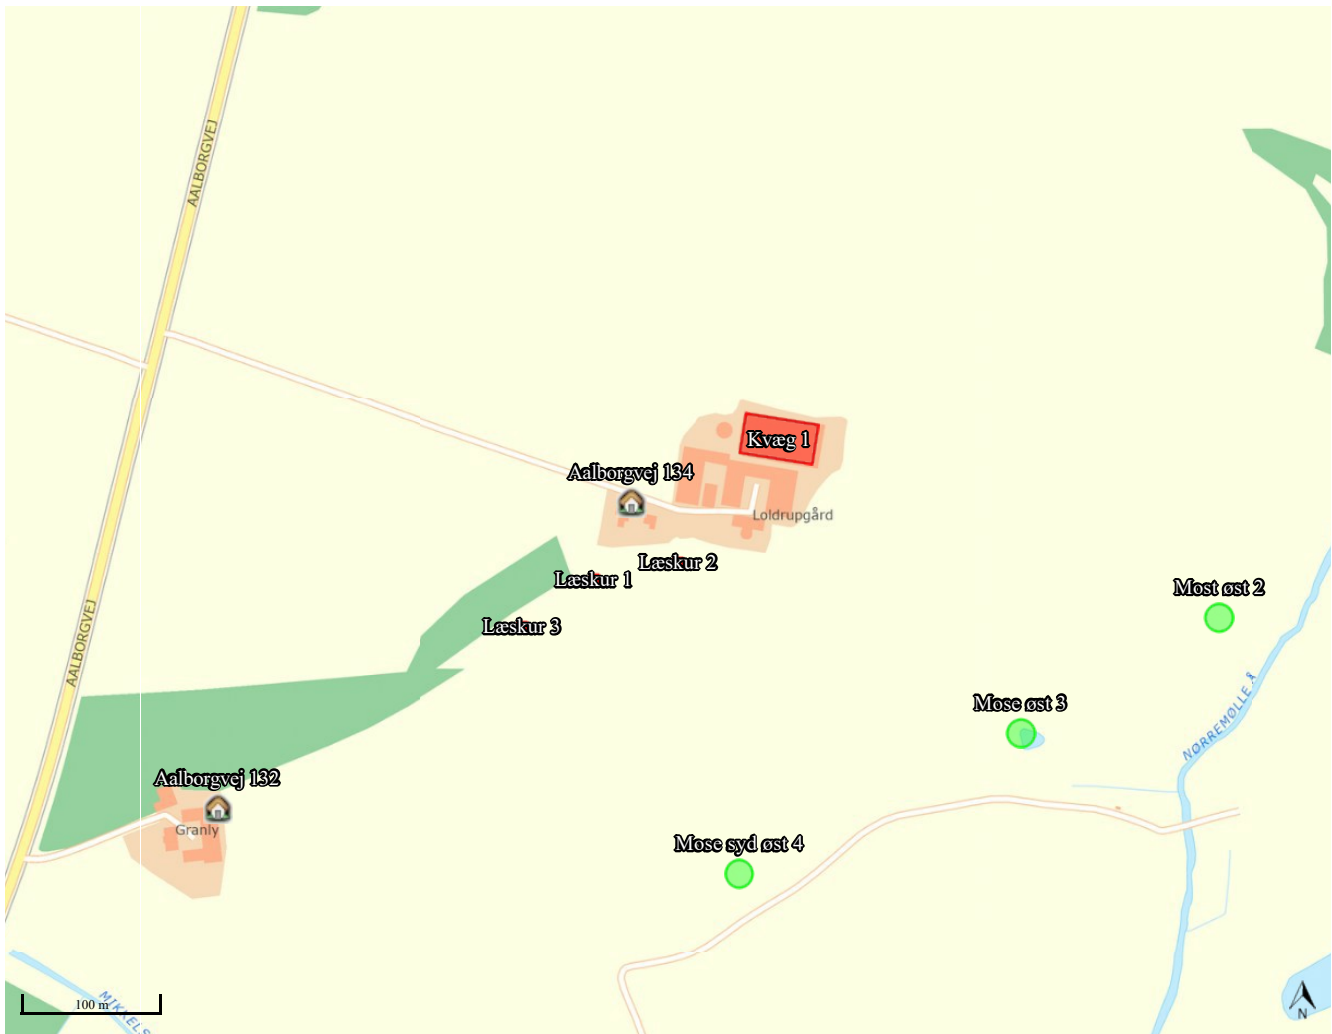 AALBORGVEJ
Kvæg 1
Aalborgvej 134
Loldrupgård
Læskur 2
Læskur 1
Most øst 2
Læskur 3
AALBORGVEJ
Mose øst 3
NØRREMØLLE Å
Aalborgvej 132
Granly
Mose syd øst 4
100 m
MIKKELS
N